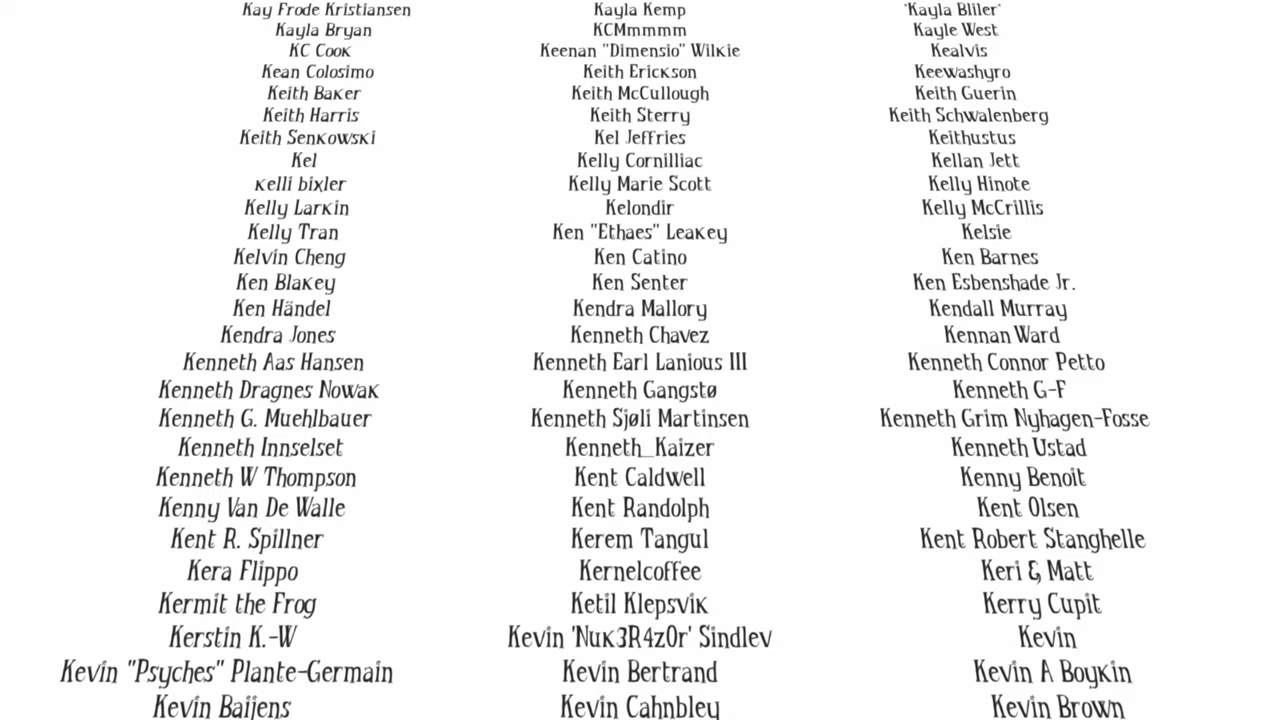 Kay Frode Kristiansen Kayla Kemp "Kayla Bliler"
Kayla Bryan KCMmmmm Kayle West
KC Cook Keenan "Dimensio" Wilkie Kealvis
Kean Colosimo Keith Erickson Keewashyro
Keith Baker Keith McCullough Keith Guerin
Keith Harris Keith Sterry Keith Schwalenberg
Keith Senkowski Kel Jeffries Keithustus
Kel Kelly Cornilliac Kellan Jett
kelli bixler Kelly Marie Scott Kelly Hinote
Kelly Larkin Kelondir Kelly McCrillis
Kelly Tran Ken "Ethaes" Leakey Kelsie
Kelvin Cheng Ken Catino Ken Barnes
Ken Blakey Ken Senter Ken Esbenshade Jr.
Ken Händel Kendra Mallory Kendall Murray
Kendra Jones Kenneth Chavez Kennan Ward
Kenneth Aas Hansen Kenneth Earl Lanious III Kenneth Connor Petto
Kenneth Dragnes Nowak Kenneth Gangstø Kenneth G-F
Kenneth G. Muehlbauer Kenneth Sjøli Martinsen Kenneth Grim Nyhagen-Fosse
Kenneth Innselset Kenneth_Kaizer Kenneth Ustad
Kenneth W Thompson Kent Caldwell Kenny Benoit
Kenny Van De Walle Kent Randolph Kent Olsen
Kent R. Spillner Kerem Tangul Kent Robert Stanghelle
Kera Flippo Kernelcoffee Keri & Matt
Kermit the Frog Ketil Klepsvik Kerry Cupit
Kerstin K.-W Kevin 'Nuk3R4z0r' Sindlev Kevin
Kevin "Psyches" Plante-Germain Kevin Bertrand Kevin A Boykin
Kevin Baijens Kevin Cahnbley Kevin Brown